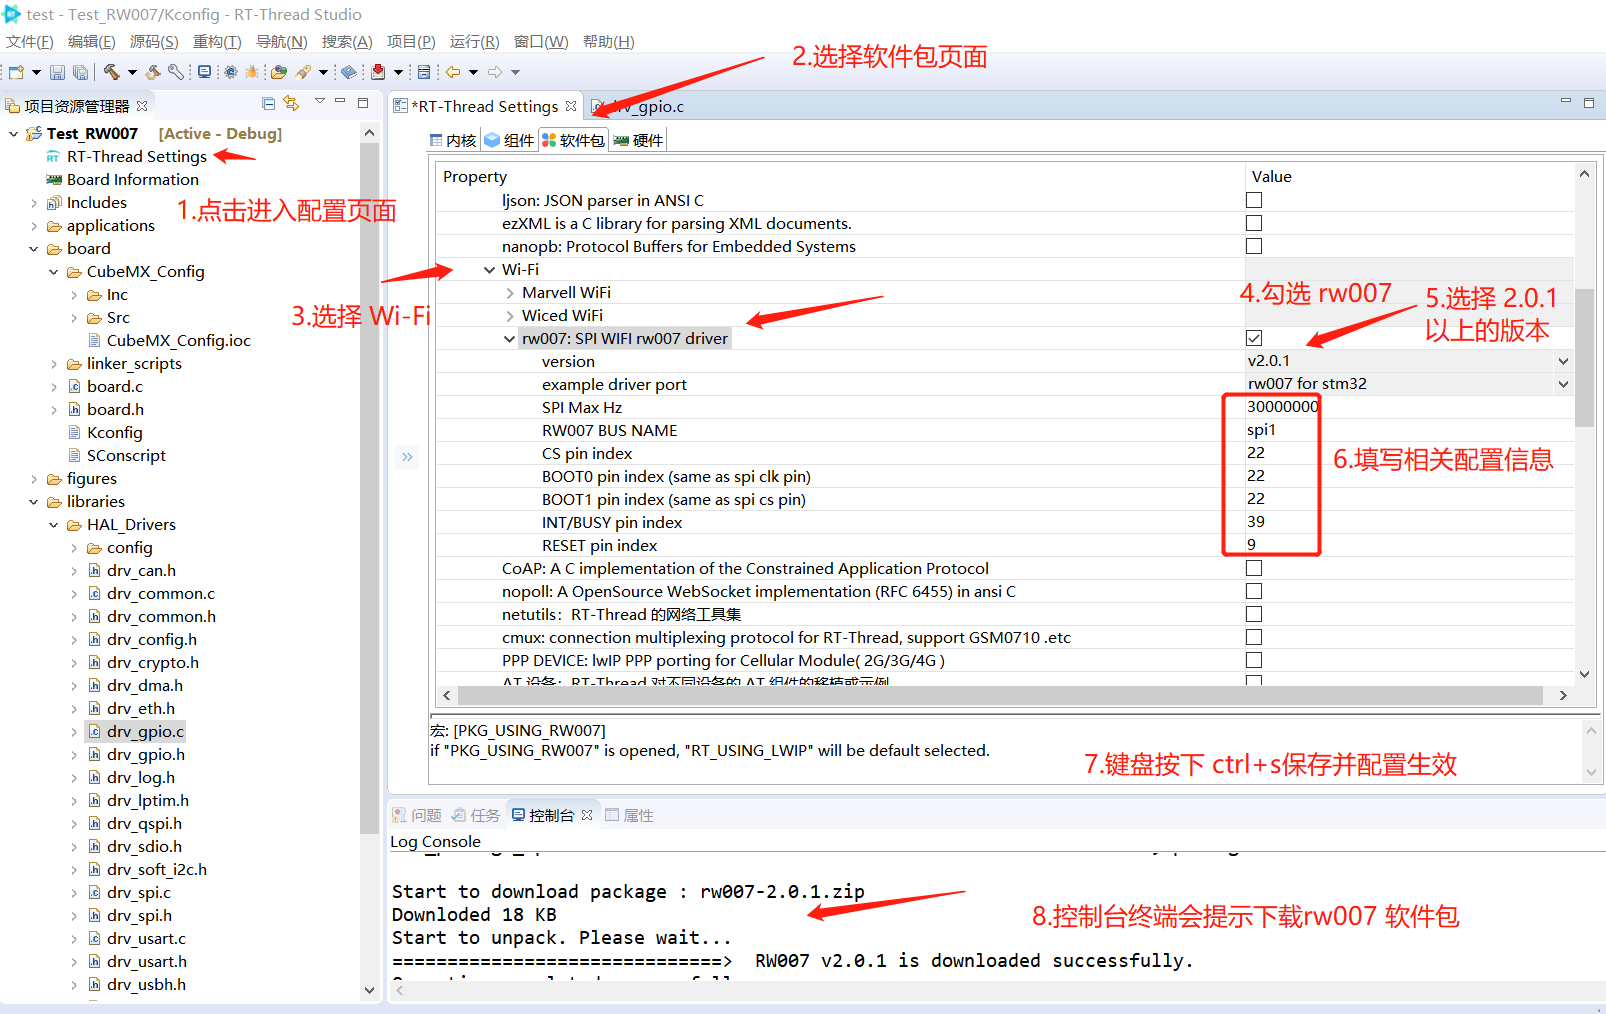 test - Test_RW007/Kconfig - RT-Thread Studio
文件(F) 编辑(E) 源码(S) 重构(T) 导航(N) 搜索(A) 项目(P) 运行(R) 窗口(W) 帮助(H)
2.选择软件包页面
项目资源管理器
Test_RW007 [Active - Debug]
RT-Thread Settings
Board Information
Includes
1.点击进入配置页面
applications
board
CubeMX_Config
Inc
Src
CubeMX_Config.ioc
linker_scripts
board.c
board.h
Kconfig
SConscript
figures
libraries
HAL_Drivers
config
drv_can.h
drv_common.c
drv_common.h
drv_config.h
drv_crypto.h
drv_dma.h
drv_eth.h
drv_gpio.c
drv_gpio.h
drv_log.h
drv_lptim.h
drv_qspi.h
drv_sdio.h
drv_soft_i2c.h
drv_spi.c
drv_spi.h
drv_usart.c
drv_usart.h
drv_usbh.h
*RT-Thread Settings
drv_gpio.c
内核 组件 软件包 硬件
Property Value
ljson: JSON parser in ANSI C
ezXML is a C library for parsing XML documents.
nanopb: Protocol Buffers for Embedded Systems
Wi-Fi
3.选择 Wi-Fi
Marvell WiFi
4.勾选 rw007
5.选择 2.0.1
以上的版本
Wiced WiFi
rw007: SPI WIFI rw007 driver
version v2.0.1
example driver port rw007 for stm32
SPI Max Hz 30000000
RW007 BUS NAME spi1
CS pin index 22
6.填写相关配置信息
BOOT0 pin index (same as spi clk pin) 22
BOOT1 pin index (same as spi cs pin) 22
INT/BUSY pin index 39
RESET pin index 9
CoAP: A C implementation of the Constrained Application Protocol
nopoll: A OpenSource WebSocket implementation (RFC 6455) in ansi C
netutils：RT-Thread 的网络工具集
cmux: connection multiplexing protocol for RT-Thread, support GSM0710 .etc
PPP DEVICE: lwIP PPP porting for Cellular Module( 2G/3G/4G )
AT 设备：RT-Thread 对不同设备的 AT 组件的移植或示例
宏: [PKG_USING_RW007]
if "PKG_USING_RW007" is opened, "RT_USING_LWIP" will be default selected.
7.键盘按下 ctrl+s保存并配置生效
问题 任务 控制台 属性
Log Console
Start to download package : rw007-2.0.1.zip
Downloded 18 KB
8.控制台终端会提示下载rw007 软件包
Start to unpack. Please wait...
==============================> RW007 v2.0.1 is downloaded successfully.